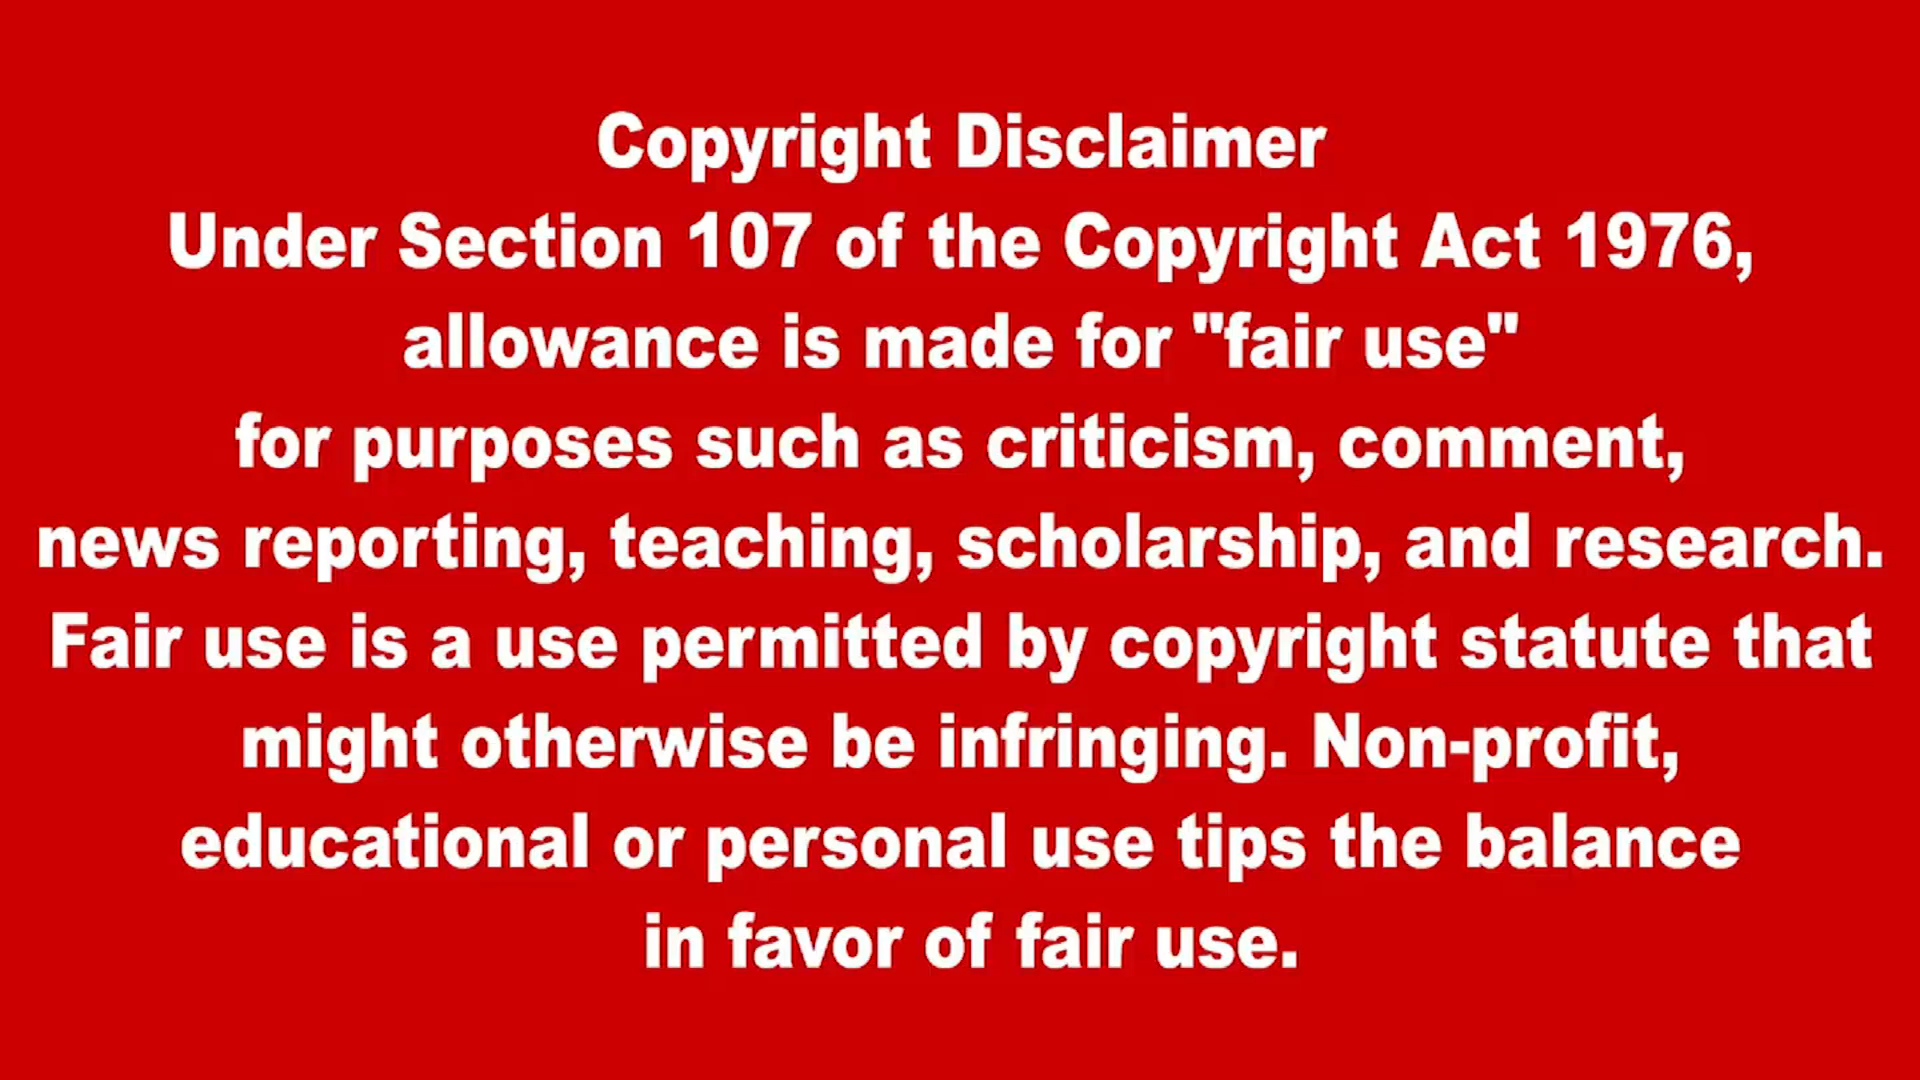 Copyright Disclaimer
Under Section 107 of the Copyright Act 1976,
allowance is made for "fair use"
for purposes such as criticism, comment,
news reporting, teaching, scholarship, and research.
Fair use is a use permitted by copyright statute that
might otherwise be infringing. Non-profit,
educational or personal use tips the balance
in favor of fair use.